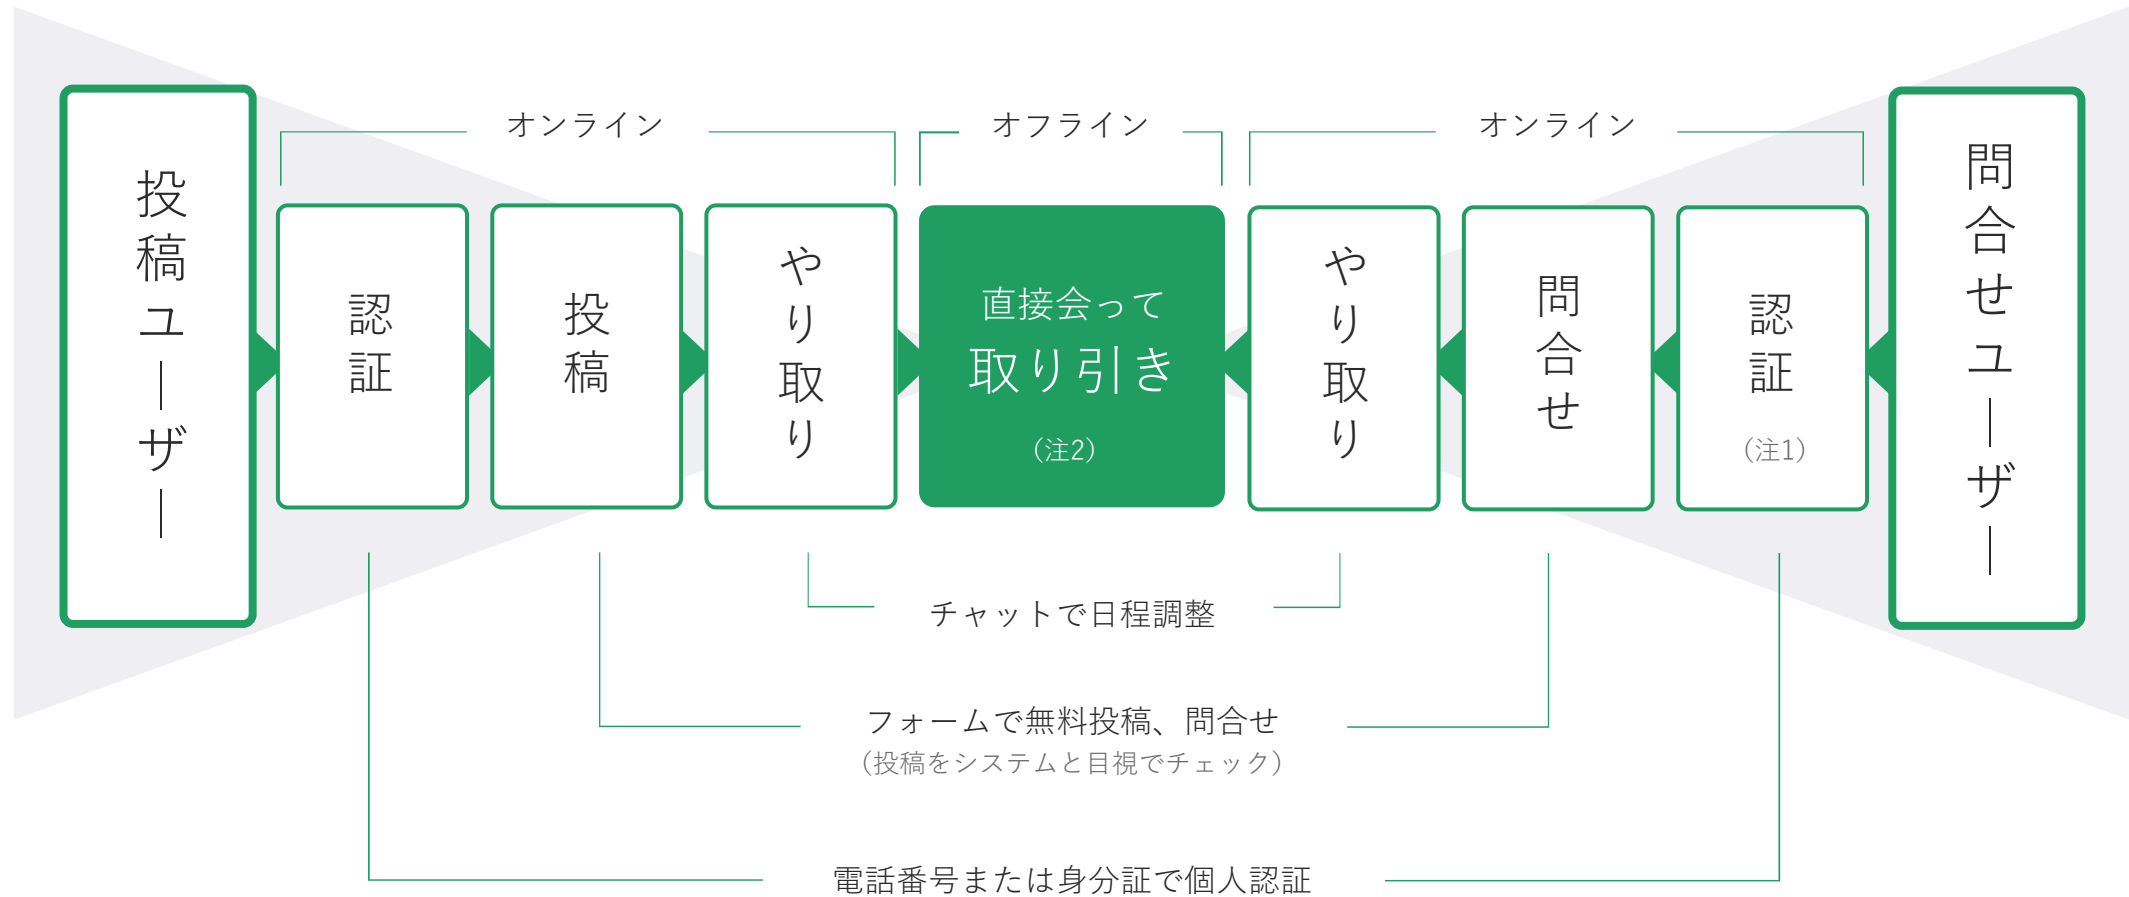 オンライン
オフライン
オンライン
投稿ユーザー
認証
投稿
やり取り
直接会って
取り引き
（注2）
やり取り
問合せ
認証
（注1）
問合せユーザー
チャットで日程調整
フォームで無料投稿、問合せ
（投稿をシステムと目視でチェック）
電話番号または身分証で個人認証